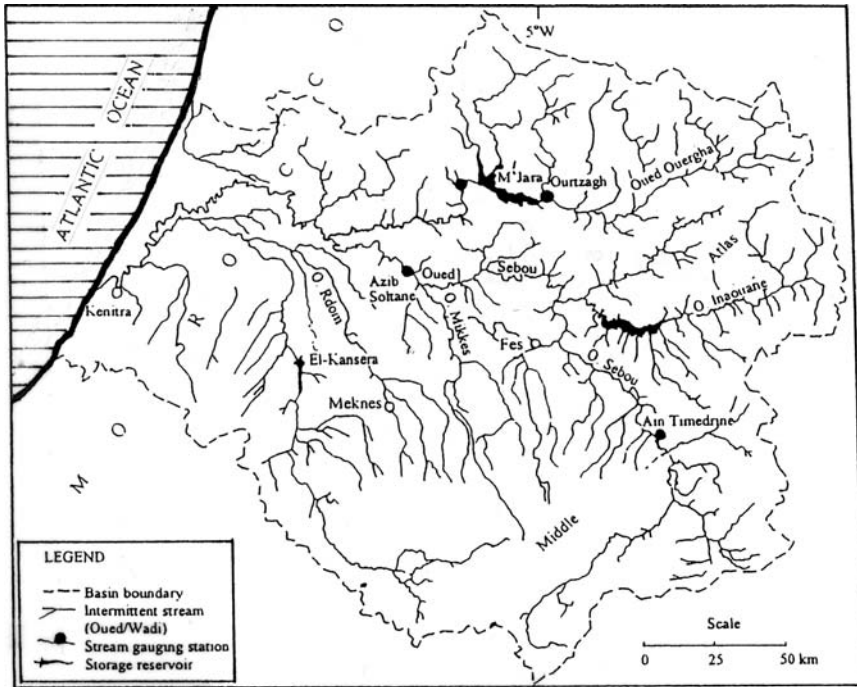 5°W
ATLANTIC OCEAN
MOROCCO
M'Jara
Ourtzagh
Oued Ouergha
Azib
Soltane
Oued
Sebou
Atlas
O. Inaouane
O. Rdom
O. Mikkes
Kenitra
El-Kansera
Fes
O. Sebou
Meknes
Ain Timedrine
Middle
LEGEND
Basin boundary
Intermittent stream
(Oued/Wadi)
Stream gauging station
Storage reservoir
Scale
0 25 50 km